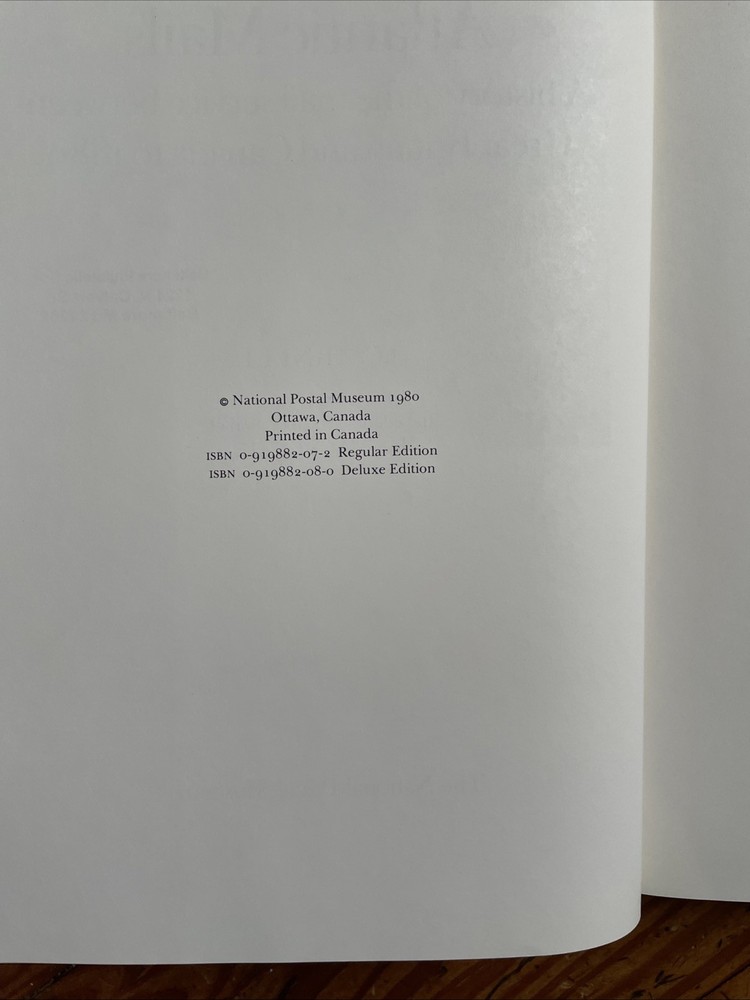 © National Postal Museum 1980
Ottawa, Canada
Printed in Canada
ISBN 0-919882-07-2 Regular Edition
ISBN 0-919882-08-0 Deluxe Edition